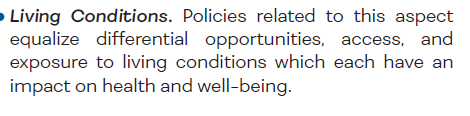 • Living Conditions. Policies related to this aspect
equalize differential opportunities, access, and
exposure to living conditions which each have an
impact on health and well-being.